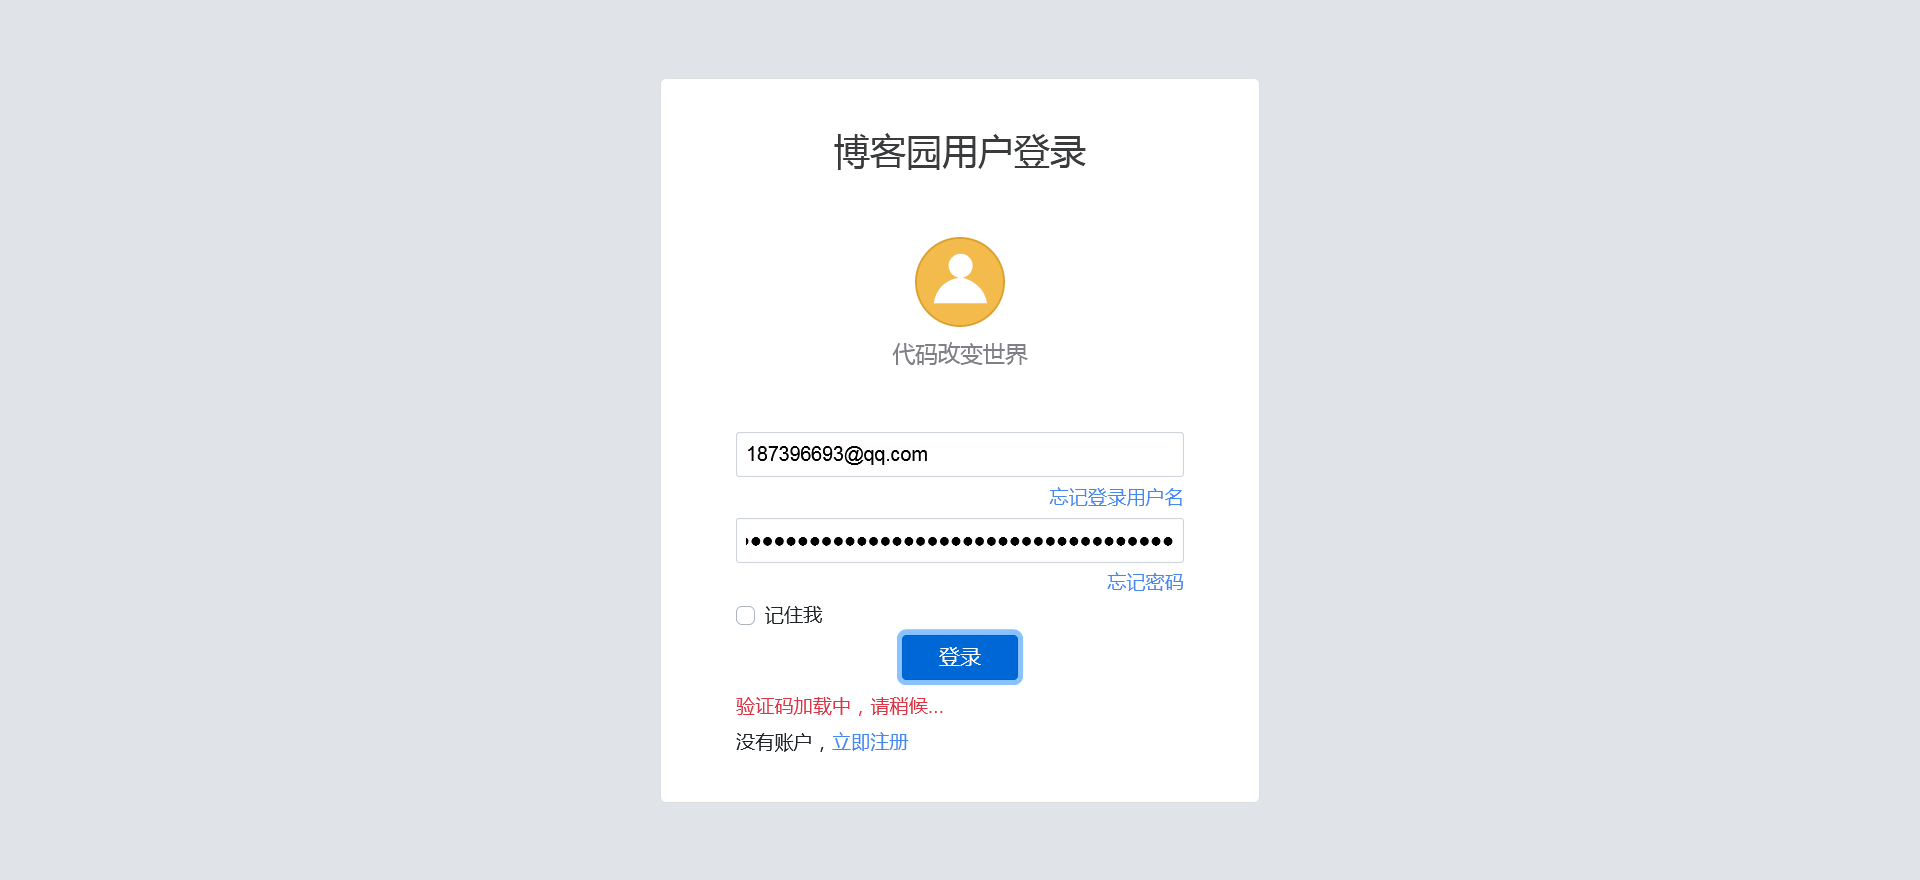 博客园用户登录
代码改变世界
187396693@qq.com
忘记登录用户名
忘记密码
记住我
登录
验证码加载中，请稍候...
没有账户，立即注册